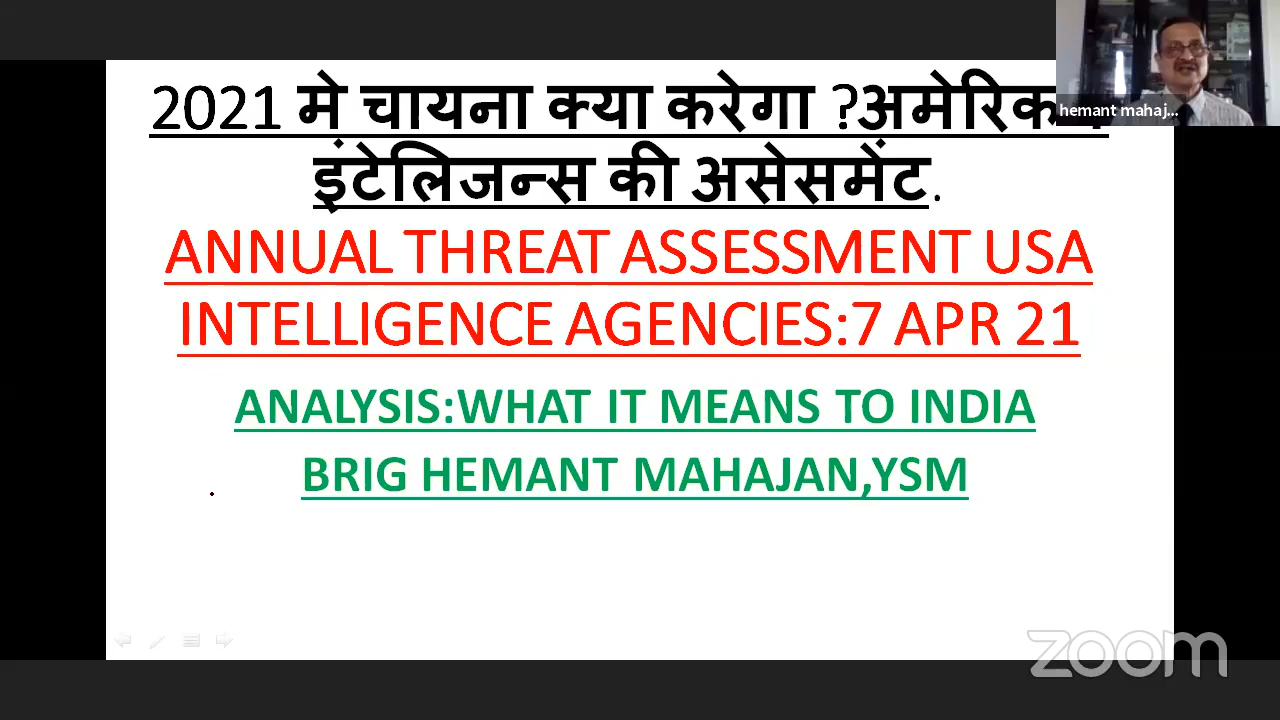 2021 मे चायना क्या करेगा ?अमेरिकन
इंटेलिजन्स की असेसमेंट.
ANNUAL THREAT ASSESSMENT USA
INTELLIGENCE AGENCIES:7 APR 21
ANALYSIS:WHAT IT MEANS TO INDIA
BRIG HEMANT MAHAJAN,YSM
hemant mahaj...
zoom